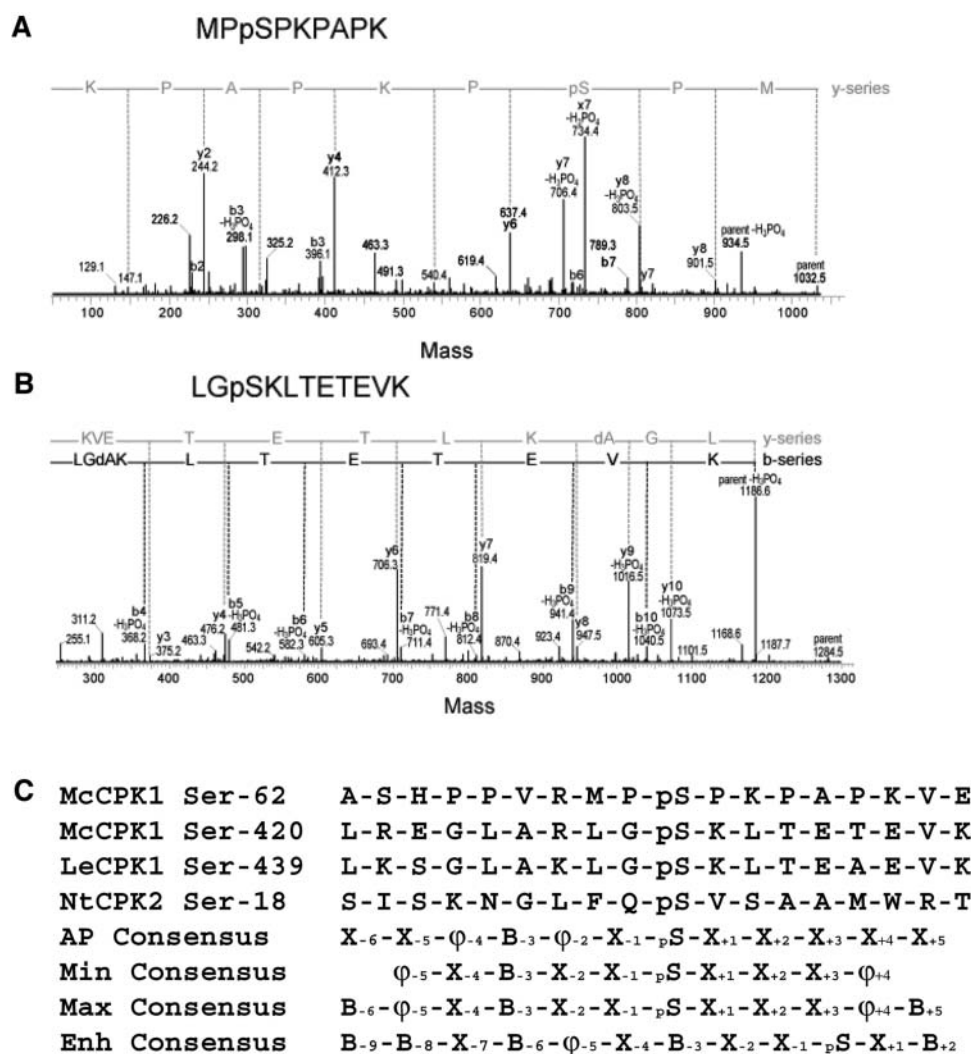 A MPpSPKPAPK
K P A P K P pS P M y-series
x7
-H₃PO₄
734.4
y2
244.2
y4
412.3
y7
-H₃PO₄
706.4
y8
-H₃PO₄
803.5
b3
-H₃PO₄
298.1
226.2
b2
325.2
b3
396.1
463.3
491.3
637.4
y6
789.3
b7
y8
901.5
parent -H₃PO₄
934.5
129.1
147.1
540.4
619.4
b6
y7
parent
1032.5
100 200 300 400 500 600 700 800 900 1000
Mass
B LGpSKLTETEVK
KVE T E T L K dA G L y-series
LGdAK L T E T E V K b-series
parent -H₃PO₄
1186.6
y6
706.3
y7
819.4
y9
-H₃PO₄
1016.5
b4
-H₃PO₄
368.2
y4
476.2
b5
-H₃PO₄
481.3
b6
-H₃PO₄
582.3
y5
605.3
b7
-H₃PO₄
711.4
771.4
b8
-H₃PO₄
812.4
b9
-H₃PO₄
941.4
y8
947.5
b10
-H₃PO₄
1040.5
y10
-H₃PO₄
1073.5
255.1
311.2
y3
375.2
463.3
542.2
693.4
870.4
923.4
1101.5
1168.6
1187.7
parent
1284.5
300 400 500 600 700 800 900 1000 1100 1200 1300
Mass
C McCPK1 Ser-62 A-S-H-P-P-V-R-M-P-pS-P-K-P-A-P-K-V-E
McCPK1 Ser-420 L-R-E-G-L-A-R-L-G-pS-K-L-T-E-T-E-V-K
LeCPK1 Ser-439 L-K-S-G-L-A-K-L-G-pS-K-L-T-E-A-E-V-K
NtCPK2 Ser-18 S-I-S-K-N-G-L-F-Q-pS-V-S-A-A-M-W-R-T
AP Consensus X₋₆-X₋₅-φ₋₄-B₋₃-φ₋₂-X₋₁-pS-X₊₁-X₊₂-X₊₃-X₊₄-X₊₅
Min Consensus φ₋₅-X₋₄-B₋₃-X₋₂-X₋₁-pS-X₊₁-X₊₂-X₊₃-φ₊₄
Max Consensus B₋₆-φ₋₅-X₋₄-B₋₃-X₋₂-X₋₁-pS-X₊₁-X₊₂-X₊₃-φ₊₄-B₊₅
Enh Consensus B₋₉-B₋₈-X₋₇-B₋₆-φ₋₅-X₋₄-B₋₃-X₋₂-X₋₁-pS-X₊₁-B₊₂